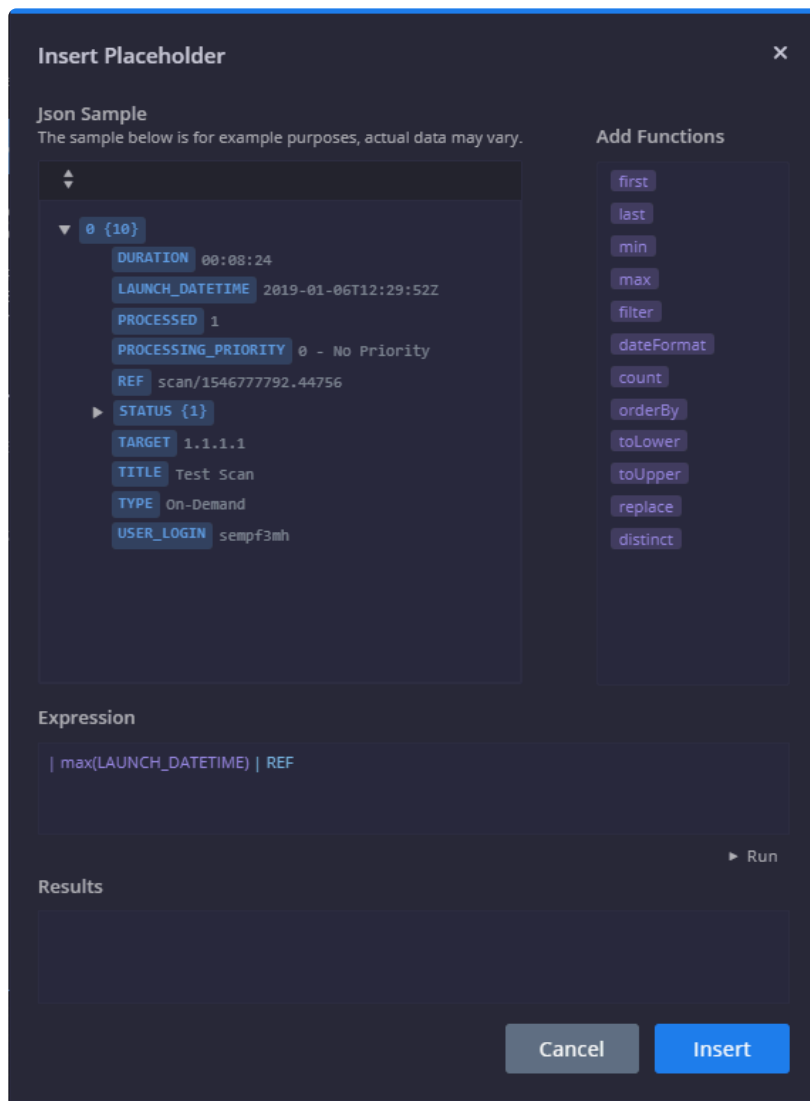 Insert Placeholder
Json Sample
The sample below is for example purposes, actual data may vary.
0 {10}
DURATION 00:08:24
LAUNCH_DATETIME 2019-01-06T12:29:52Z
PROCESSED 1
PROCESSING_PRIORITY 0 - No Priority
REF scan/1546777792.44756
STATUS {1}
TARGET 1.1.1.1
TITLE Test Scan
TYPE On-Demand
USER_LOGIN sempf3mh
Add Functions
first
last
min
max
filter
dateFormat
count
orderBy
toLower
toUpper
replace
distinct
Expression
| max(LAUNCH_DATETIME) | REF
Run
Results
Cancel
Insert